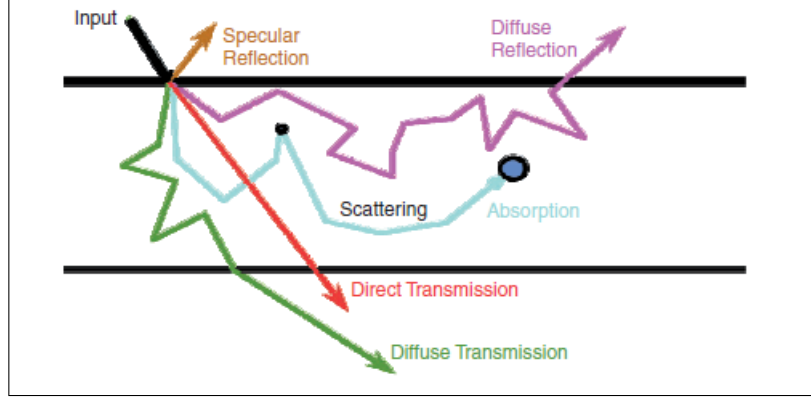 Input
Specular
Reflection
Diffuse
Reflection
Scattering
Absorption
Direct Transmission
Diffuse Transmission